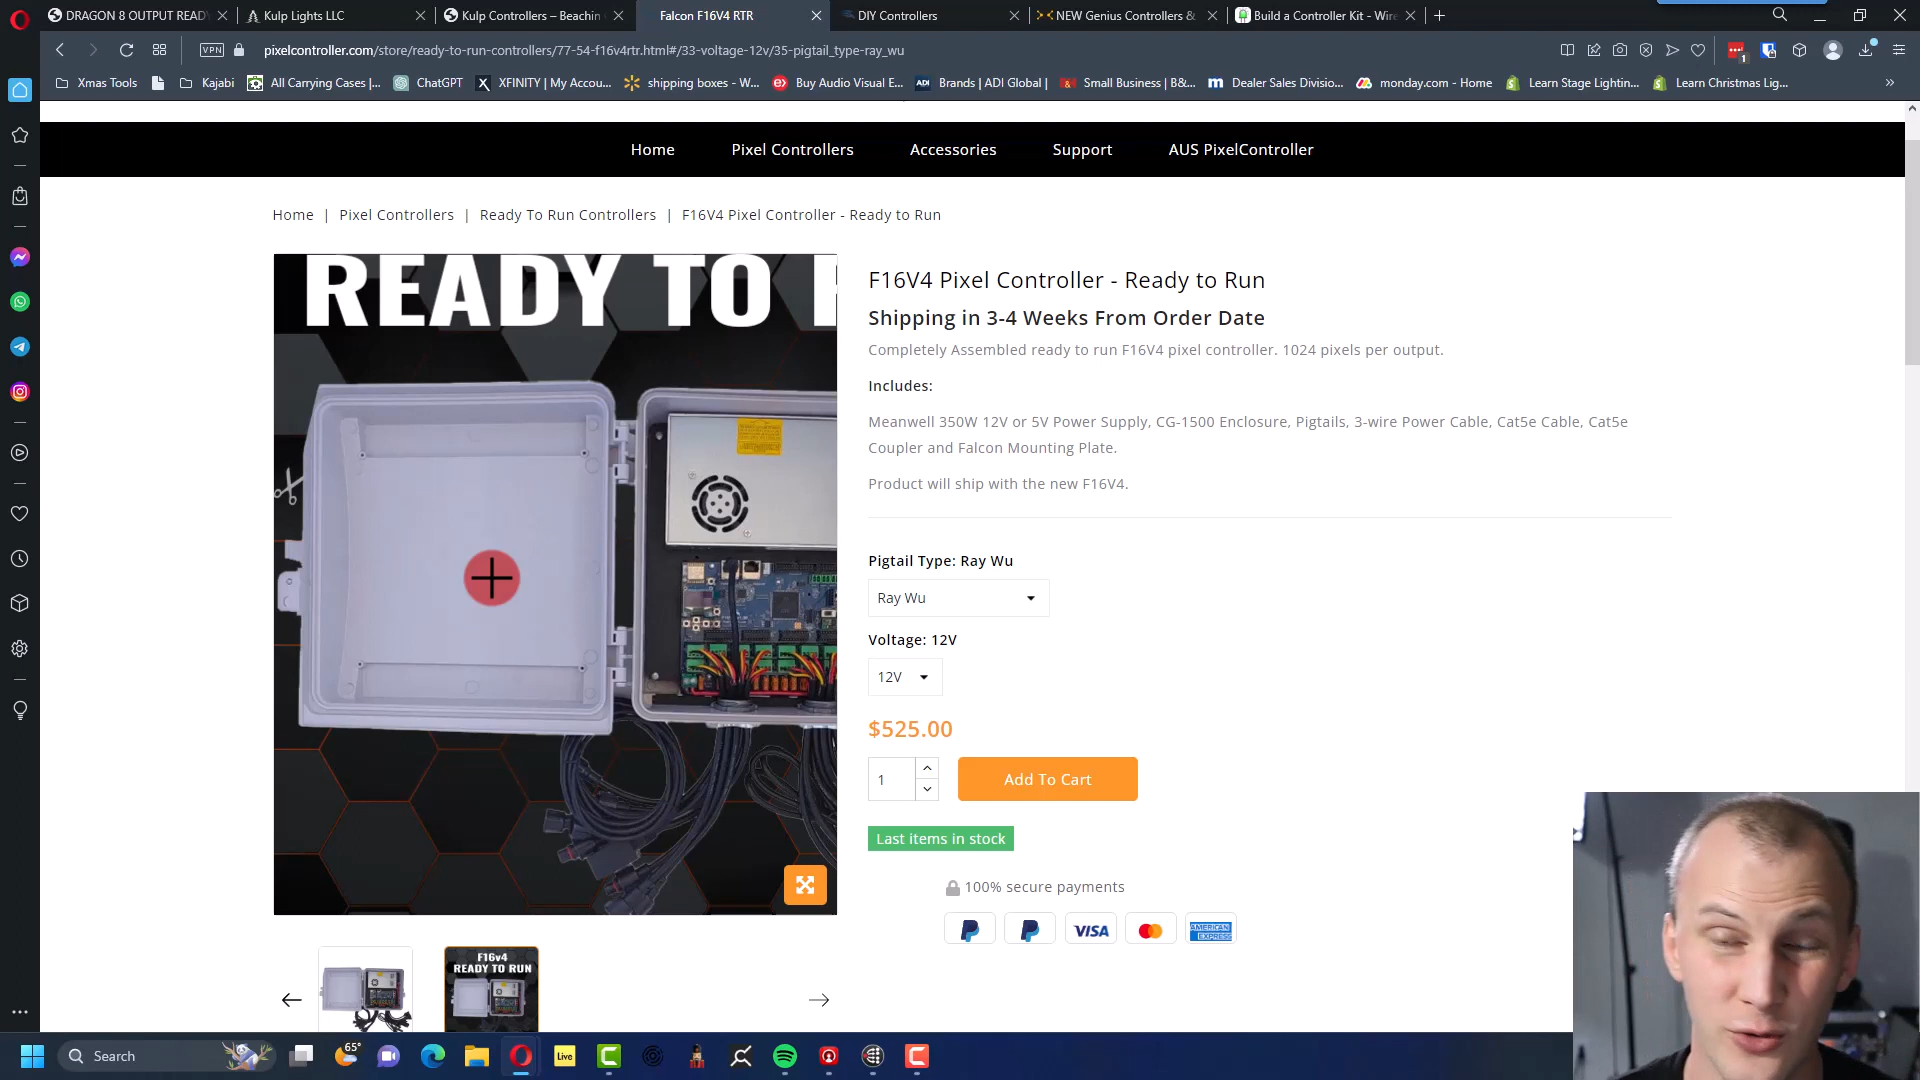 DRAGON 8 OUTPUT READY
Kulp Lights LLC
Kulp Controllers – Beachin
Falcon F16V4 RTR
DIY Controllers
NEW Genius Controllers &
Build a Controller Kit - Wire
VPN
pixelcontroller.com/store/ready-to-run-controllers/77-54-f16v4rtr.html#/33-voltage-12v/35-pigtail_type-ray_wu
1
Xmas Tools
Kajabi
All Carrying Cases |...
ChatGPT
XFINITY | My Accou...
shipping boxes - W...
Buy Audio Visual E...
ADI
Brands | ADI Global |
Small Business | B&...
Dealer Sales Divisio...
monday.com - Home
Learn Stage Lightin...
Learn Christmas Lig...
Home
Pixel Controllers
Accessories
Support
AUS PixelController
Home | Pixel Controllers | Ready To Run Controllers | F16V4 Pixel Controller - Ready to Run
READY TO
F16V4 Pixel Controller - Ready to Run
Shipping in 3-4 Weeks From Order Date
Completely Assembled ready to run F16V4 pixel controller. 1024 pixels per output.
Includes:
Meanwell 350W 12V or 5V Power Supply, CG-1500 Enclosure, Pigtails, 3-wire Power Cable, Cat5e Cable, Cat5e
Coupler and Falcon Mounting Plate.
Product will ship with the new F16V4.
Pigtail Type: Ray Wu
Ray Wu
Voltage: 12V
12V
$525.00
1
Add To Cart
Last items in stock
100% secure payments
VISA
AMERICAN
EXPRESS
F16v4
READY TO RUN
Search
65°
Live